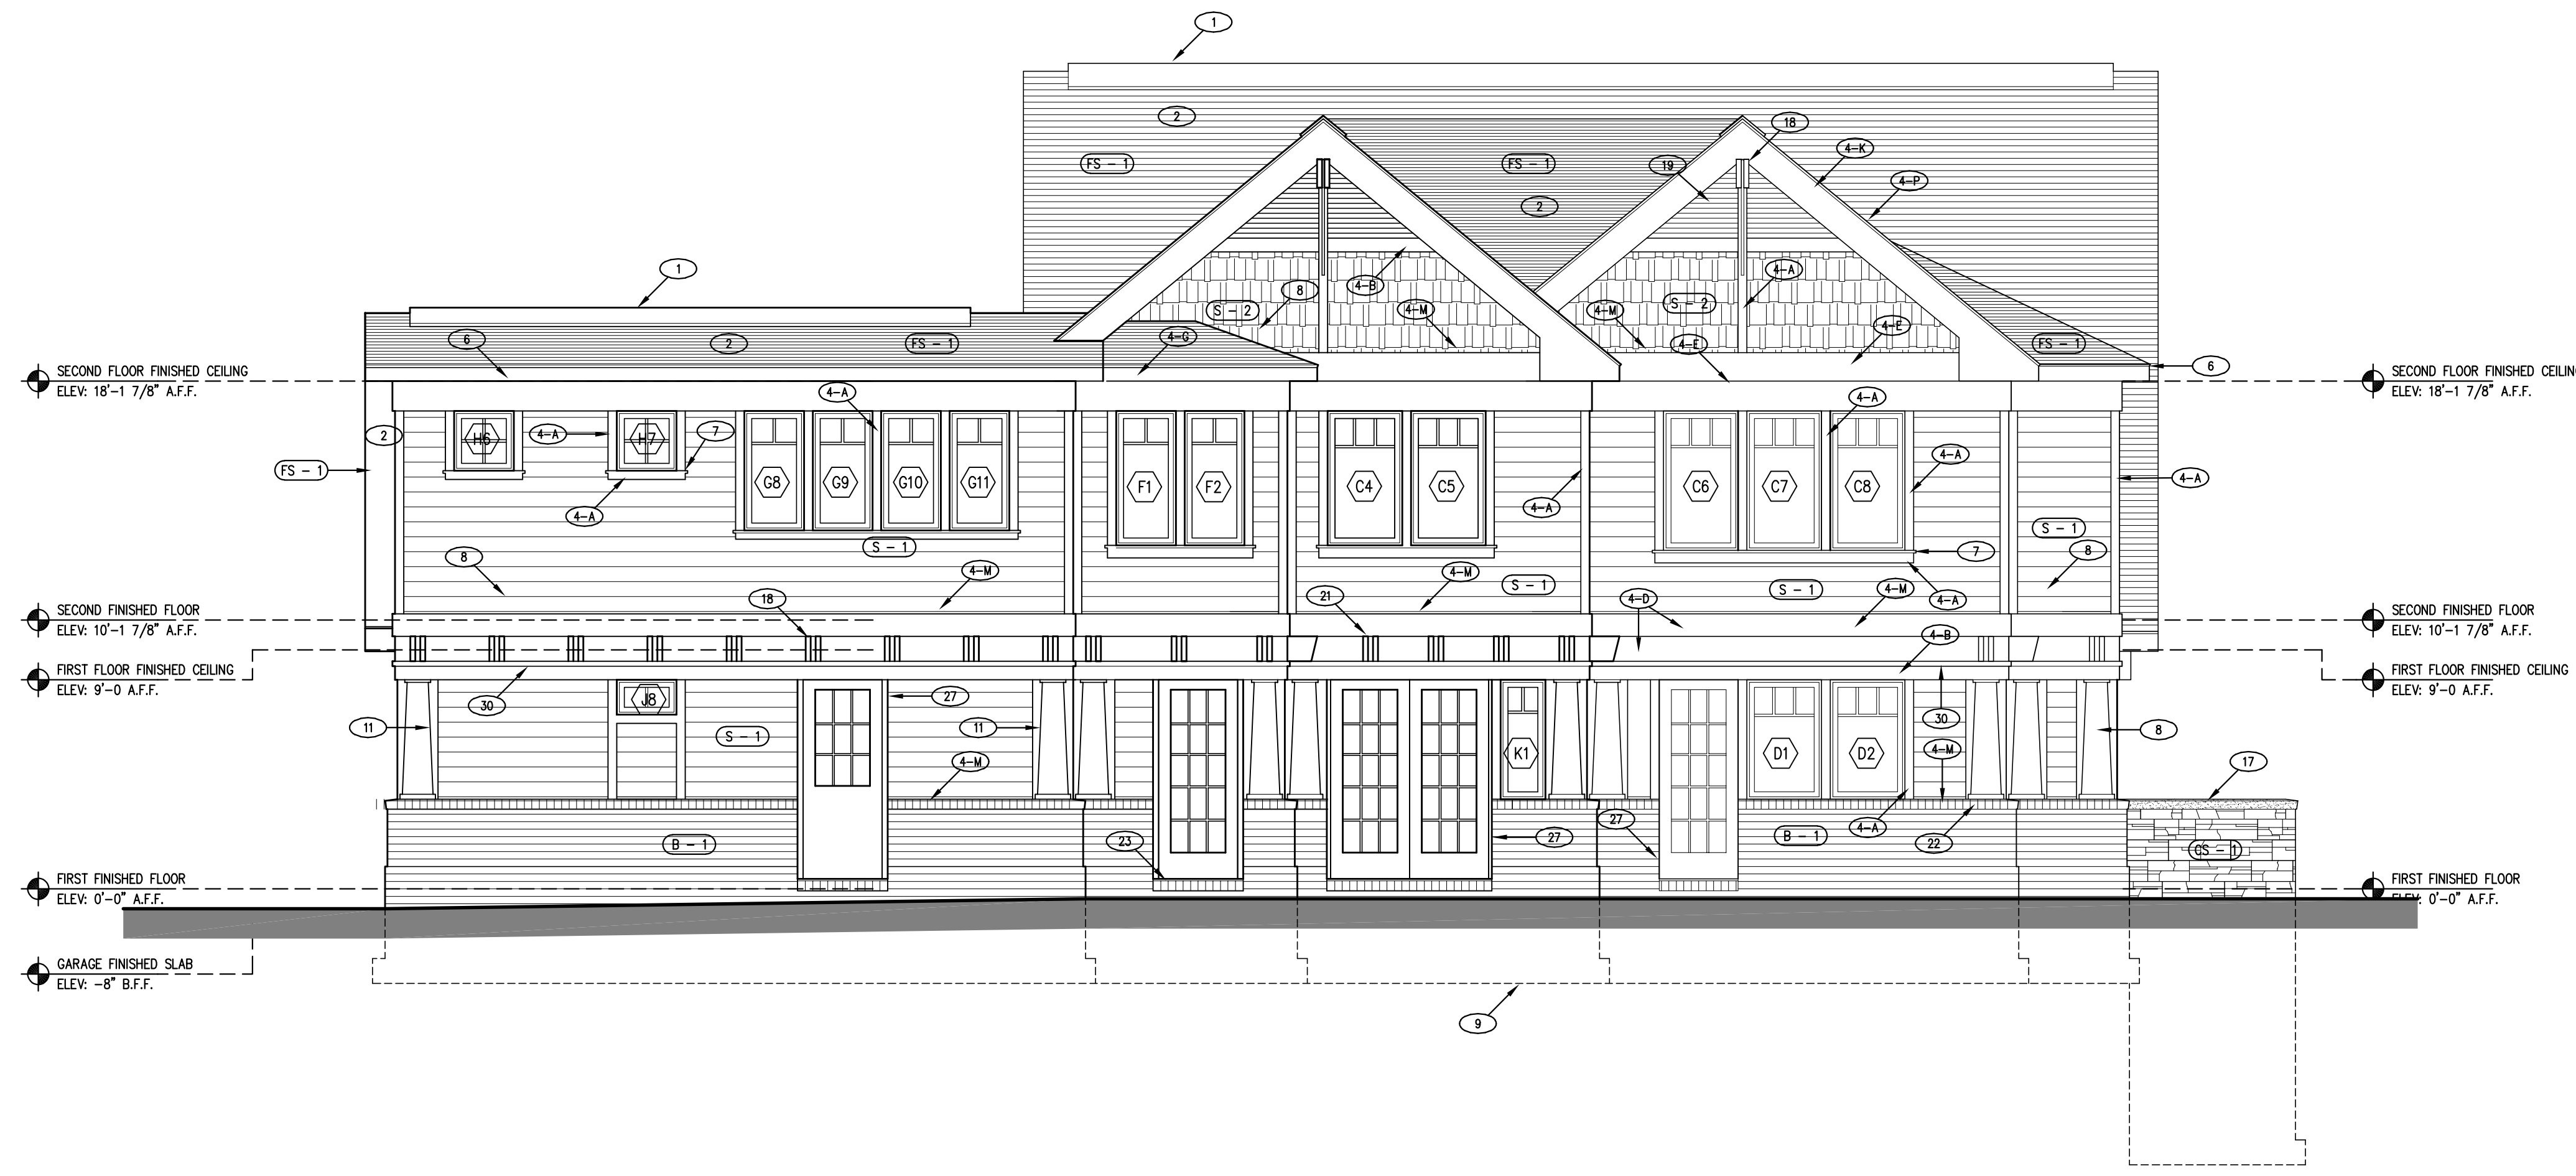 1
2
18
FS - 1
FS - 1
19
4-K
4-P
2
1
8
4-B
4-A
S - 2
4-M
4-M
S - 2
6
2
FS - 1
4-G
4-E
4-E
FS - 1
6
SECOND FLOOR FINISHED CEILING
ELEV: 18'-1 7/8" A.F.F.
SECOND FLOOR FINISHED CEILING
ELEV: 18'-1 7/8" A.F.F.
4-A
4-A
2
H6
4-A
H7
7
4-A
FS - 1
G8
G9
G10
G11
F1
F2
C4
C5
4-A
C6
C7
C8
4-A
4-A
S - 1
S - 1
8
4-A
8
4-M
4-M
S - 1
S - 1
4-M
7
4-A
SECOND FINISHED FLOOR
ELEV: 10'-1 7/8" A.F.F.
18
21
4-D
4-B
SECOND FINISHED FLOOR
ELEV: 10'-1 7/8" A.F.F.
FIRST FLOOR FINISHED CEILING
ELEV: 9'-0 A.F.F.
30
J8
27
30
FIRST FLOOR FINISHED CEILING
ELEV: 9'-0 A.F.F.
11
S - 1
11
4-M
K1
D1
D2
4-M
8
17
B - 1
23
27
27
B - 1
4-A
22
CS - 1
FIRST FINISHED FLOOR
ELEV: 0'-0" A.F.F.
FIRST FINISHED FLOOR
ELEV: 0'-0" A.F.F.
GARAGE FINISHED SLAB
ELEV: -8" B.F.F.
9